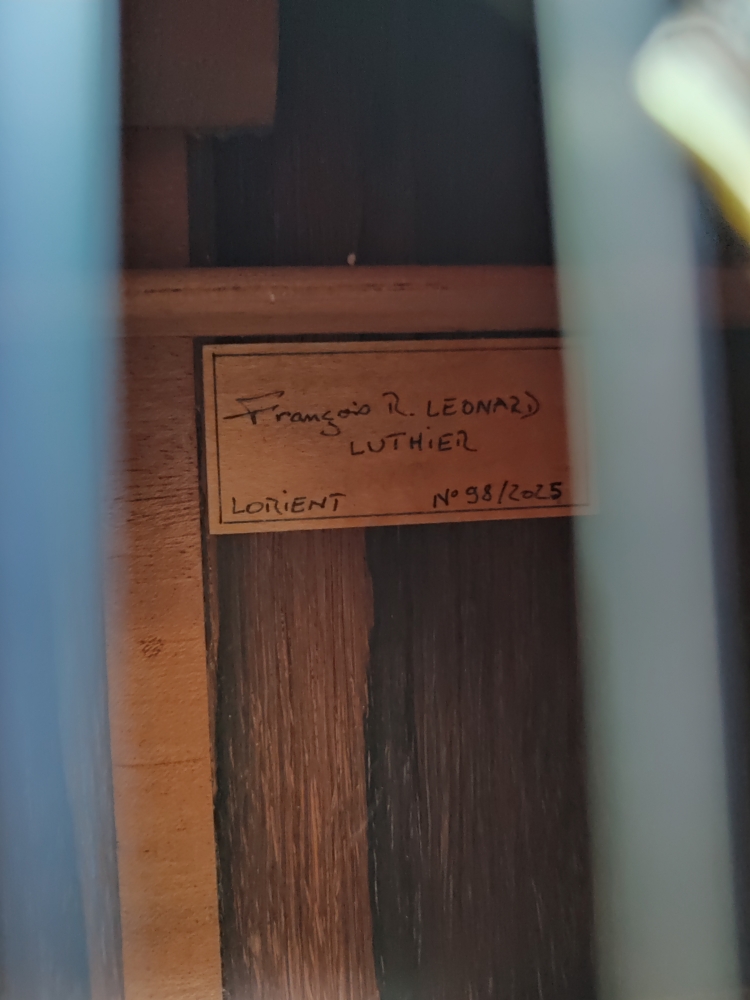 François R. LEONARD
LUTHiER
LORiENT N° 98/2025